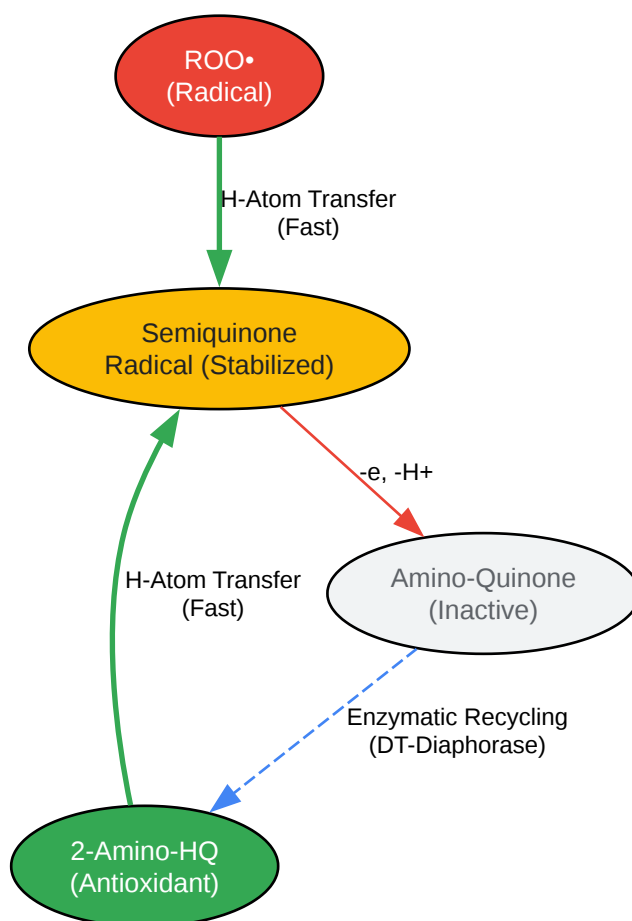 ROO•
(Radical)
H-Atom Transfer
(Fast)
Semiquinone
Radical (Stabilized)
-e, -H+
Amino-Quinone
(Inactive)
H-Atom Transfer
(Fast)
Enzymatic Recycling
(DT-Diaphorase)
2-Amino-HQ
(Antioxidant)